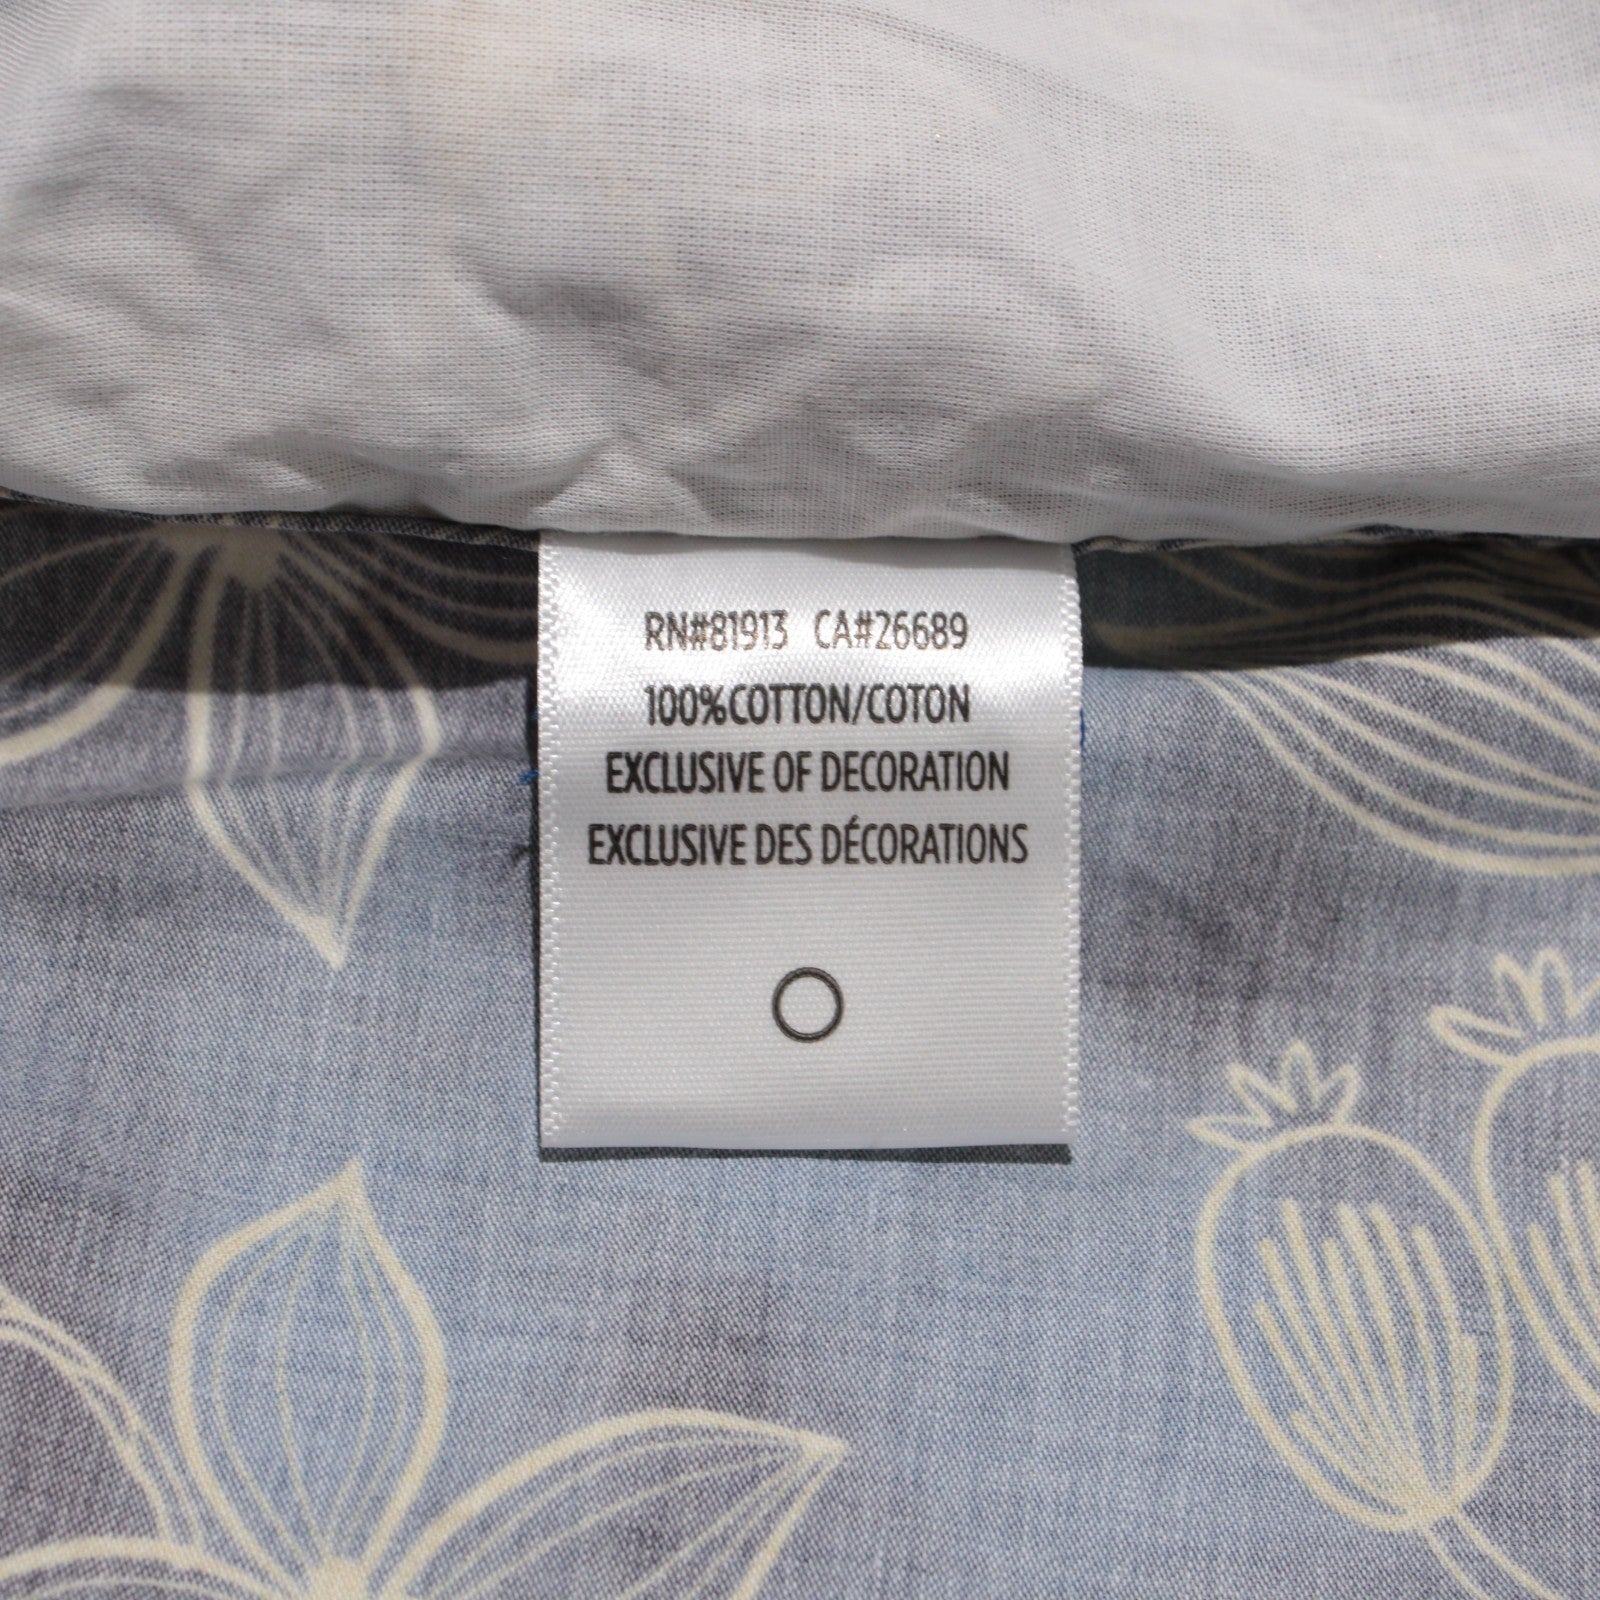 RN#81913 CA#26689
100%COTTON/COTON
EXCLUSIVE OF DECORATION
EXCLUSIVE DES DÉCORATIONS